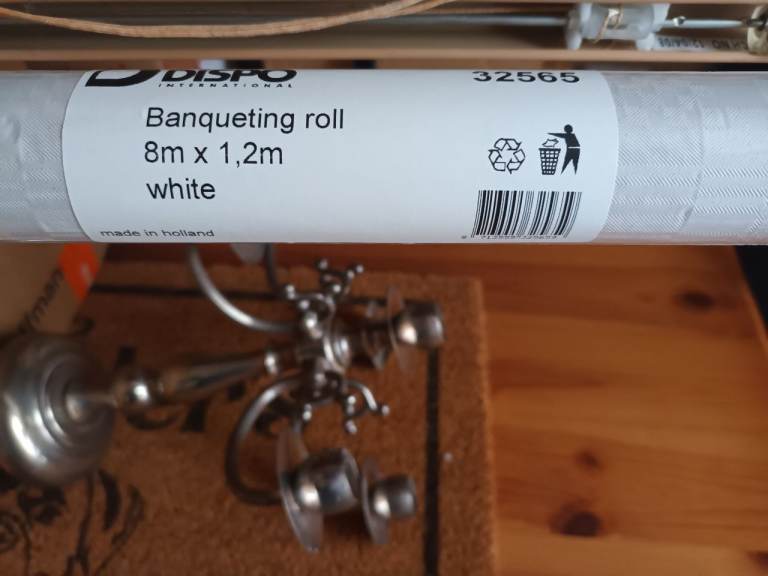 DISPO
INTERNATIONAL
32565
Banqueting roll
8m x 1,2m
white
made in holland